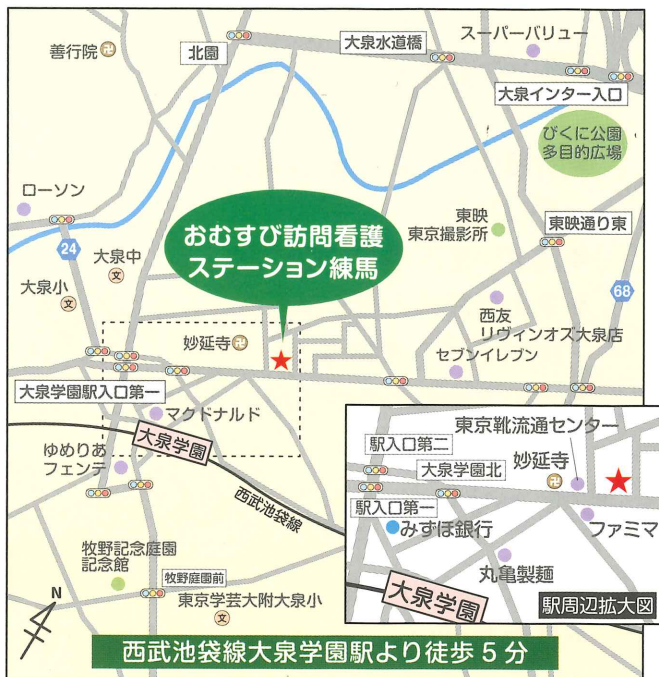 スーパーバリュー
大泉水道橋
善行院
北園
大泉インター入口
びくに公園
多目的広場
ローソン
おむすび訪問看護
ステーション練馬
東映
東京撮影所
東映通り東
24
大泉中
大泉小
68
西友
リヴィンオズ大泉店
妙延寺
セブンイレブン
大泉学園駅入口第一
マクドナルド
大泉学園
ゆめりあ
フェンテ
西武池袋線
東京靴流通センター
駅入口第二
大泉学園北
妙延寺
駅入口第一
みずほ銀行
ファミマ
丸亀製麺
大泉学園
駅周辺拡大図
牧野記念庭園
記念館
牧野庭園前
東京学芸大附大泉小
N
西武池袋線大泉学園駅より徒歩5分